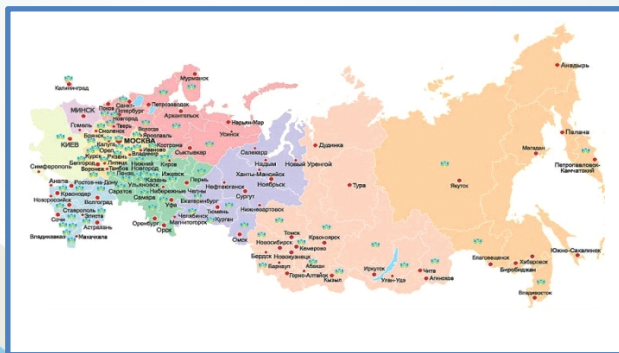 Мурманск
Анадырь
Калининград
Петрозаводск
Санкт-Петербург
Архангельск
МИНСК
Псков
Новгород
Нарьян-Мар
Палана
Гомель
Смоленск
Тверь
Вологда
Усинск
Дудинка
Брянск
Ярославль
Магадан
КИЕВ
Калуга
МОСКВА
Иваново
Кострома
Сыктывкар
Салехард
Новый Уреной
Петропавловск-
Камчатский
Орел
Рязань
Владимир
Надым
Курск
Липецк
Нижний
Новгород
Киров
Ханты-Мансийск
Белгород
Тамбов
Ижевск
Пермь
Ноябрьск
Тура
Якутск
Симферополь
Воронеж
Пенза
Казань
Нефтеюганск
Ульяновск
Набережные Челны
Сургут
Анапа
Ростов-на-Дону
Саратов
Самара
Екатеринбург
Нижневартовск
Краснодар
Волгоград
Уфа
Тюмень
Новороссийск
Ставрополь
Челябинск
Курган
Элиста
Оренбург
Магнитогорск
Сочи
Астрахань
Орск
Омск
Томск
Красноярск
Южно-Сахалинск
Владикавказ
Махачкала
Новосибирск
Кемерово
Благовещенск
Хабаровск
Бердск
Новокузнецк
Биробиджан
Барнаул
Абакан
Иркутск
Чита
Горно-Алтайск
Кызыл
Улан-Удэ
Агинское
Владивосток